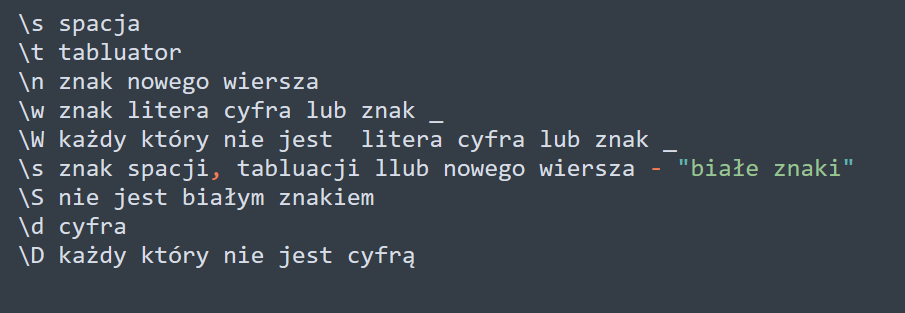 \s spacja
\t tabluator
\n znak nowego wiersza
\w znak litera cyfra lub znak _
\W każdy który nie jest  litera cyfra lub znak _
\s znak spacji, tabluacji llub nowego wiersza - "białe znaki"
\S nie jest białym znakiem
\d cyfra
\D każdy który nie jest cyfrą